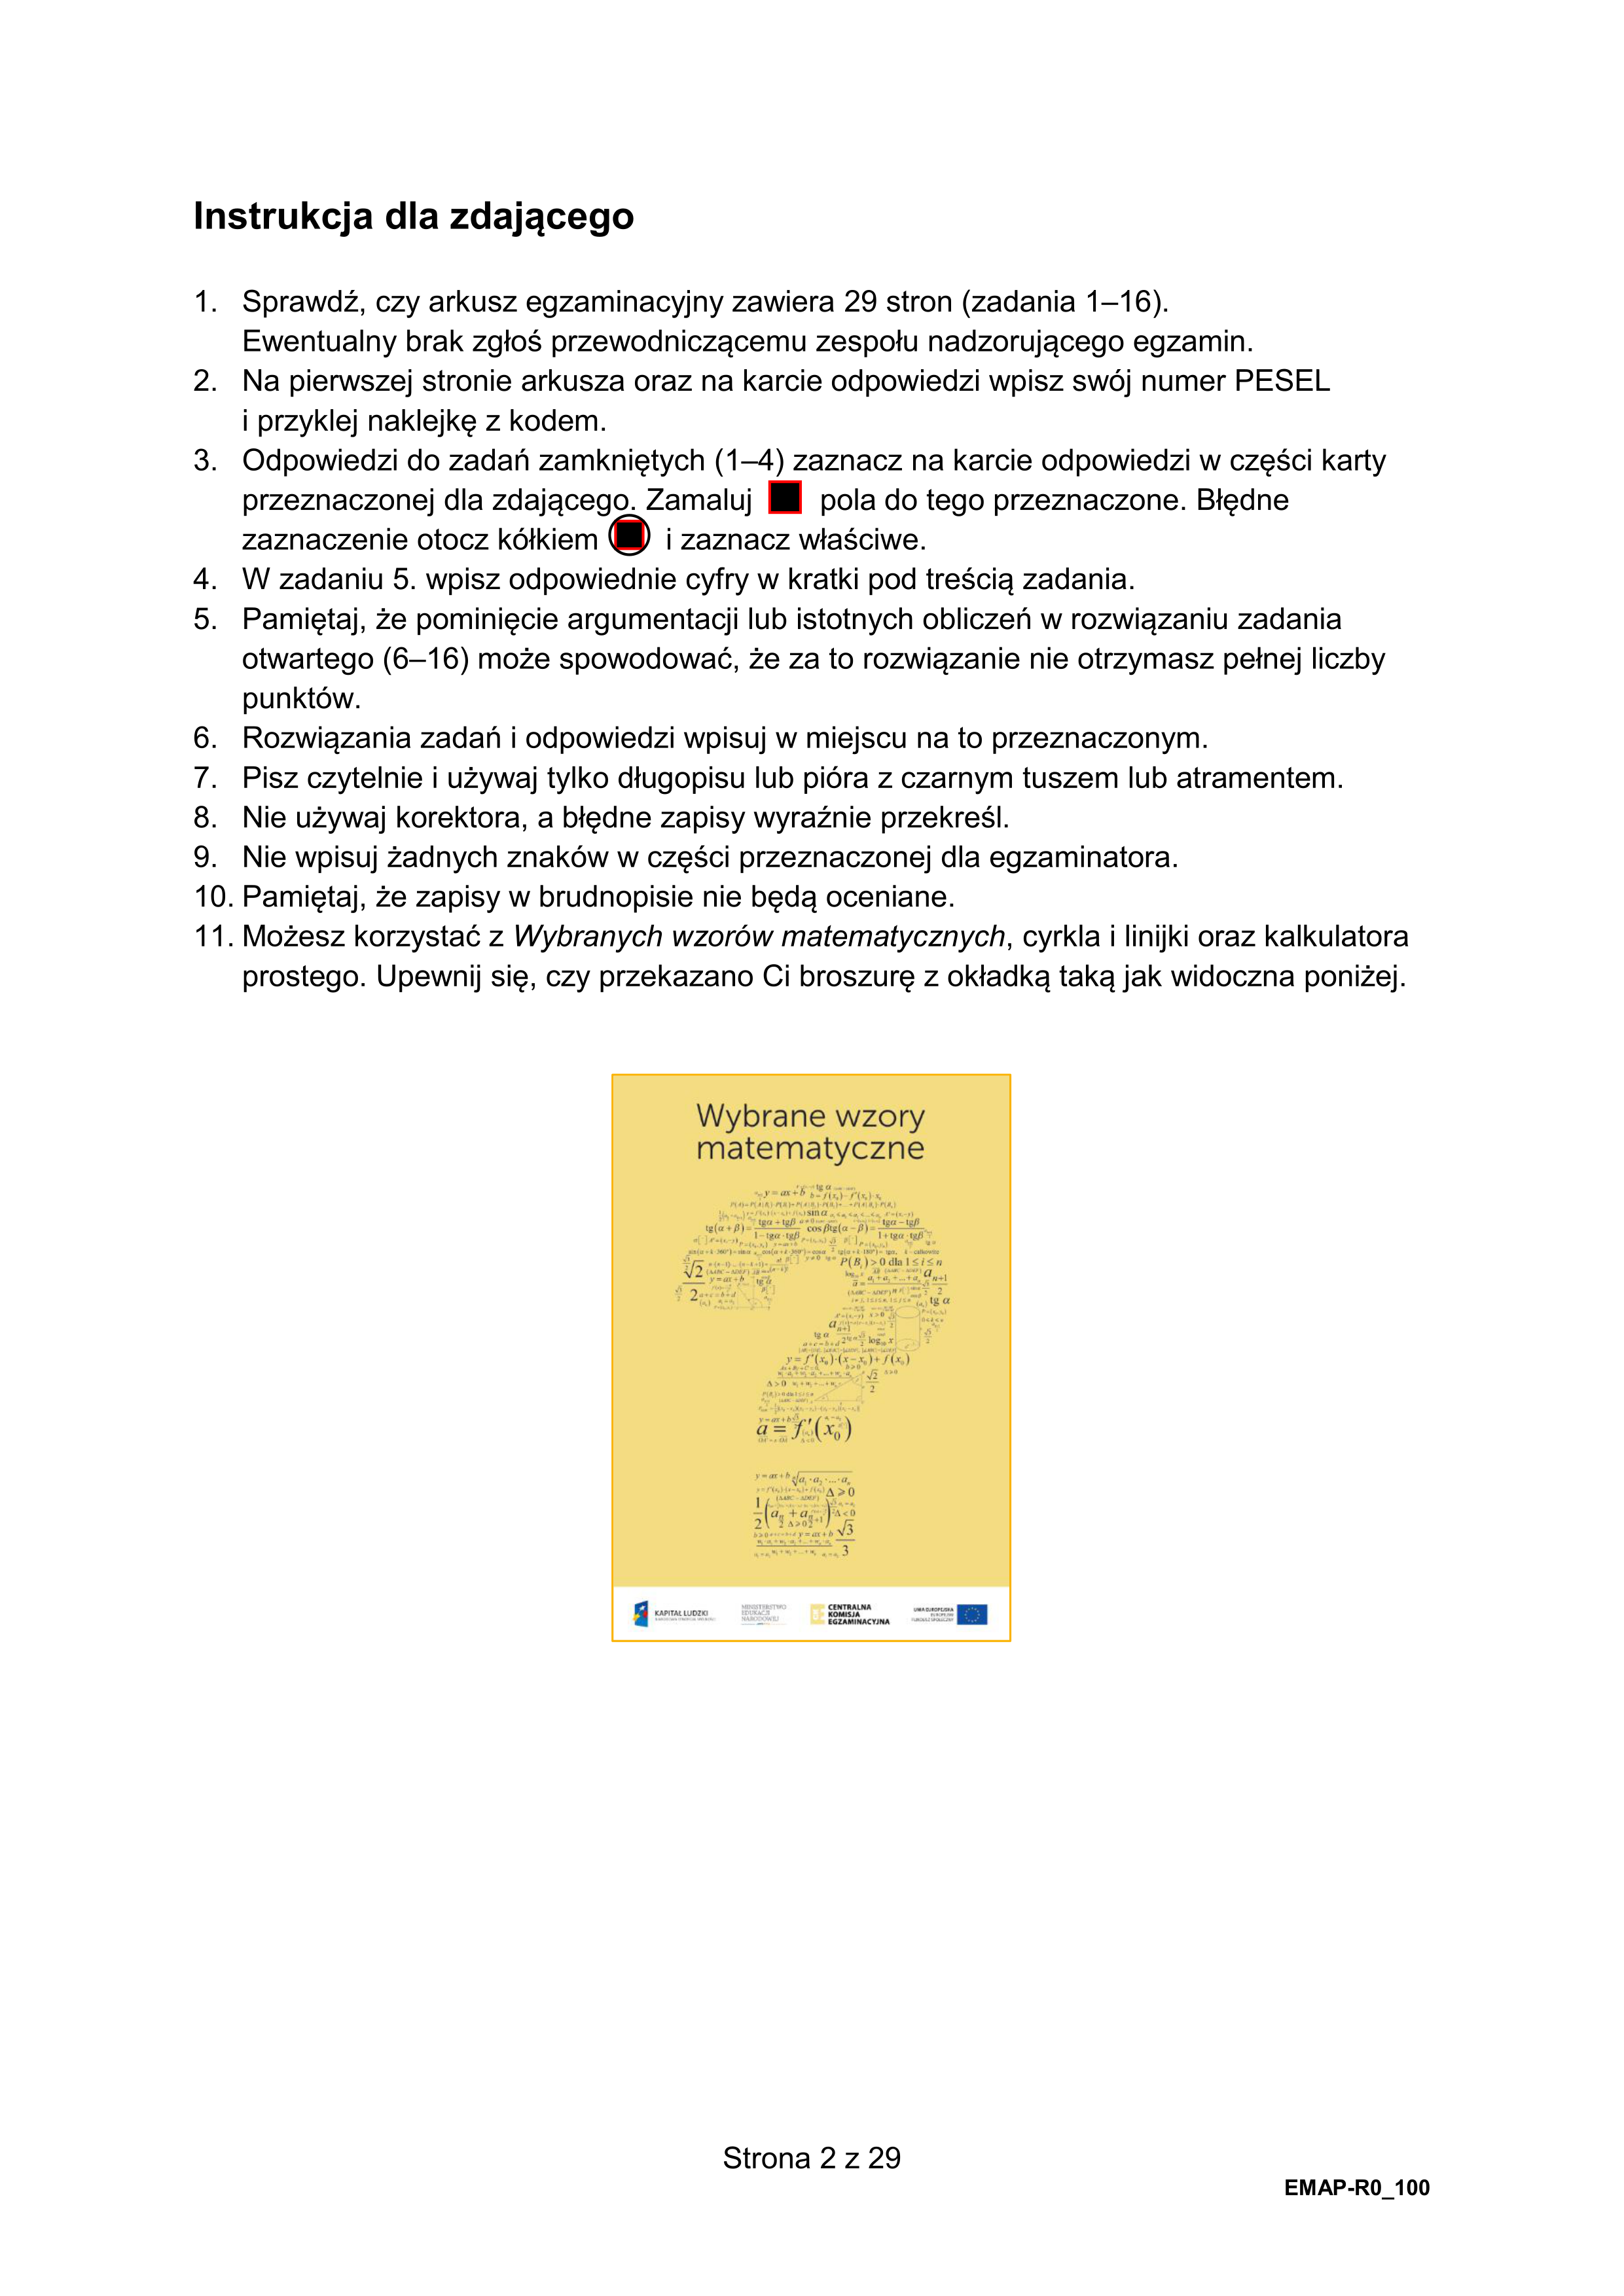 Instrukcja dla zdającego
1. Sprawdź, czy arkusz egzaminacyjny zawiera 29 stron (zadania 1–16).
Ewentualny brak zgłoś przewodniczącemu zespołu nadzorującego egzamin.
2. Na pierwszej stronie arkusza oraz na karcie odpowiedzi wpisz swój numer PESEL
i przyklej naklejkę z kodem.
3. Odpowiedzi do zadań zamkniętych (1–4) zaznacz na karcie odpowiedzi w części karty
przeznaczonej dla zdającego. Zamaluj pola do tego przeznaczone. Błędne
zaznaczenie otocz kółkiem i zaznacz właściwe.
4. W zadaniu 5. wpisz odpowiednie cyfry w kratki pod treścią zadania.
5. Pamiętaj, że pominięcie argumentacji lub istotnych obliczeń w rozwiązaniu zadania
otwartego (6–16) może spowodować, że za to rozwiązanie nie otrzymasz pełnej liczby
punktów.
6. Rozwiązania zadań i odpowiedzi wpisuj w miejscu na to przeznaczonym.
7. Pisz czytelnie i używaj tylko długopisu lub pióra z czarnym tuszem lub atramentem.
8. Nie używaj korektora, a błędne zapisy wyraźnie przekreśl.
9. Nie wpisuj żadnych znaków w części przeznaczonej dla egzaminatora.
10. Pamiętaj, że zapisy w brudnopisie nie będą oceniane.
11. Możesz korzystać z Wybranych wzorów matematycznych, cyrkla i linijki oraz kalkulatora
prostego. Upewnij się, czy przekazano Ci broszurę z okładką taką jak widoczna poniżej.
Wybrane wzory
matematyczne
P(Bi) > 0 dla 1 ≤ i ≤ n
y = f'(x0)·(x − x0) + f(x0)
a = f'(x0)
KAPITAŁ LUDZKI
MINISTERSTWO
EDUKACJI
NARODOWEJ
CENTRALNA
KOMISJA
EGZAMINACYJNA
UNIA EUROPEJSKA
Strona 2 z 29
EMAP-R0_100